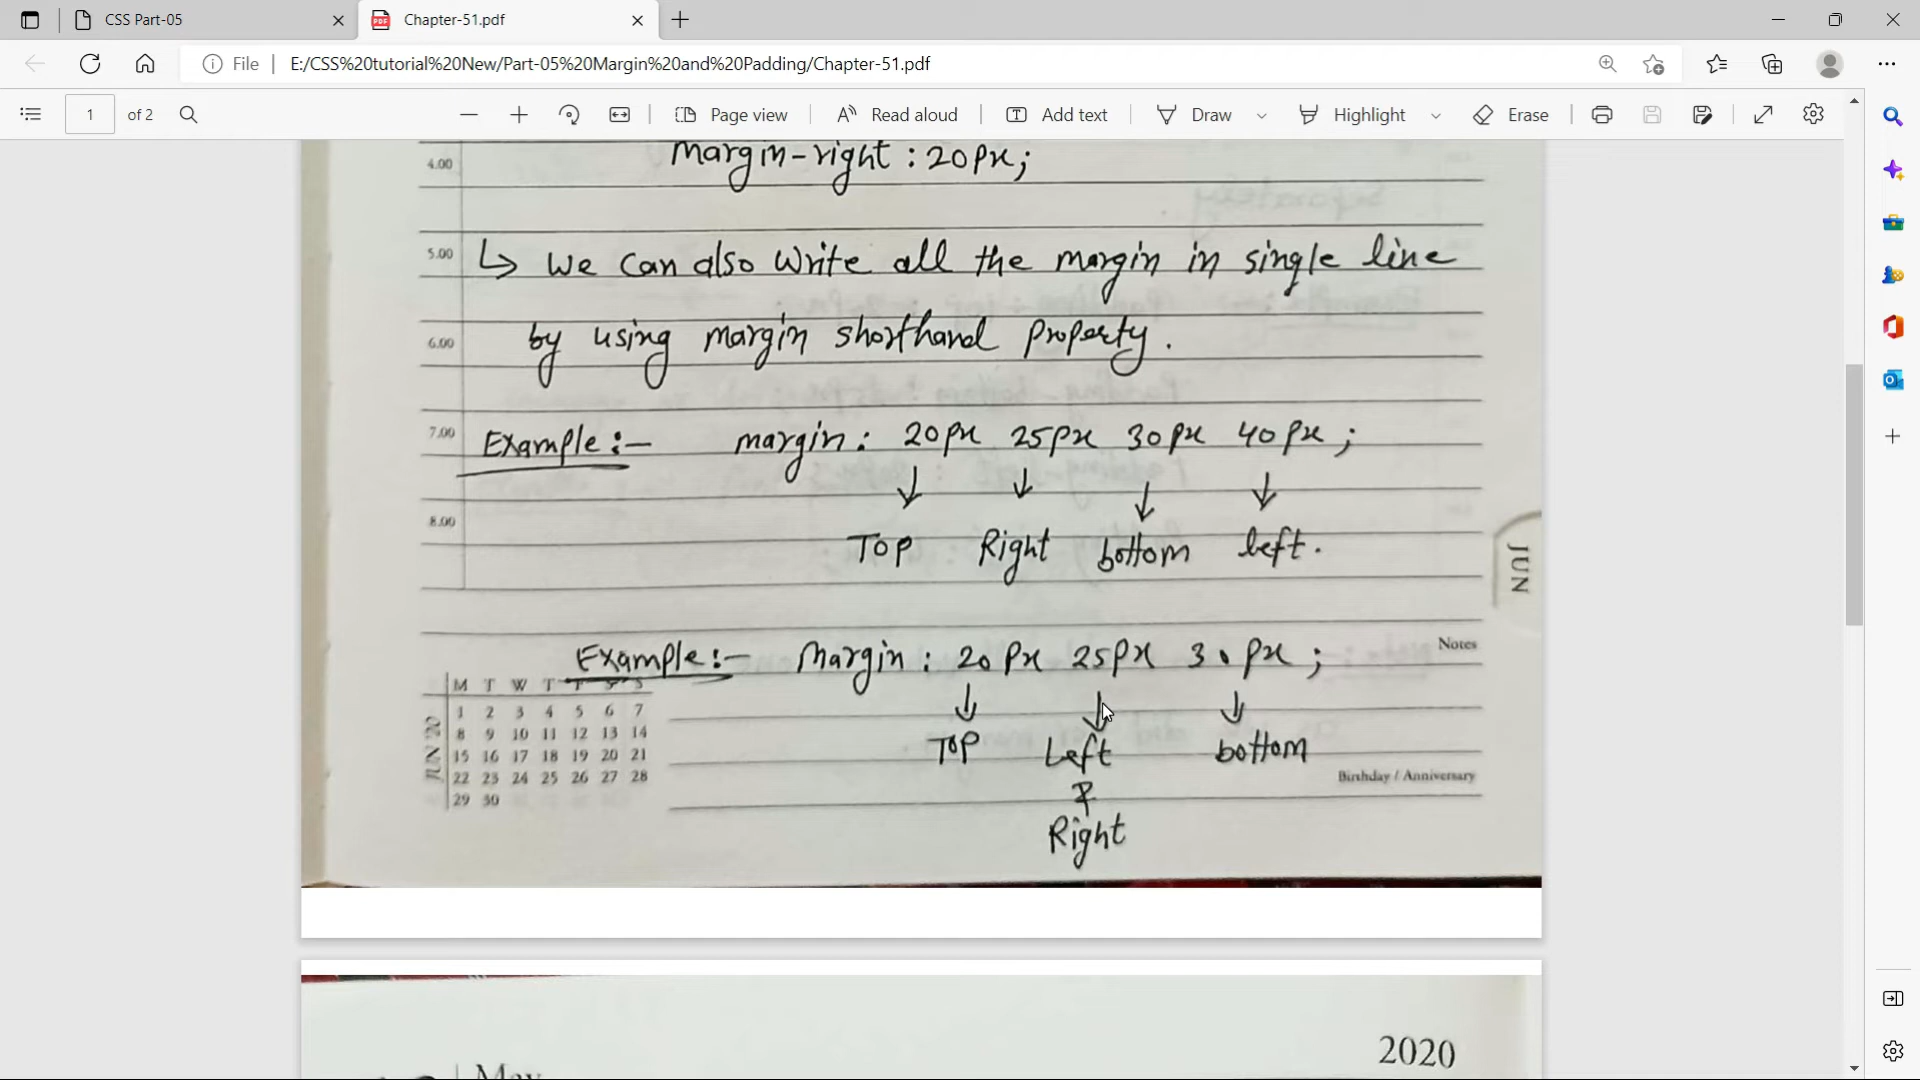 CSS Part-05
Chapter-51.pdf
File
E:/CSS%20tutorial%20New/Part-05%20Margin%20and%20Padding/Chapter-51.pdf
1 of 2
Page view
Read aloud
Add text
Draw
Highlight
Erase
4.00 Margin-right : 20px;
5.00 ↳ We can also write all the margin in single line
6.00 by using margin shorthand property.
7.00 Example:- margin: 20px 25px 30px 40px;
8.00
↓ ↓ ↓ ↓
Top Right bottom left.
JUN
Example:- Margin: 20px 25px 30px;
Notes
↓ ↓ ↓
Top Left bottom
&
Right
Birthday / Anniversary
JUN 20
M T W T F S S
1 2 3 4 5 6 7
8 9 10 11 12 13 14
15 16 17 18 19 20 21
22 23 24 25 26 27 28
29 30
2020
May